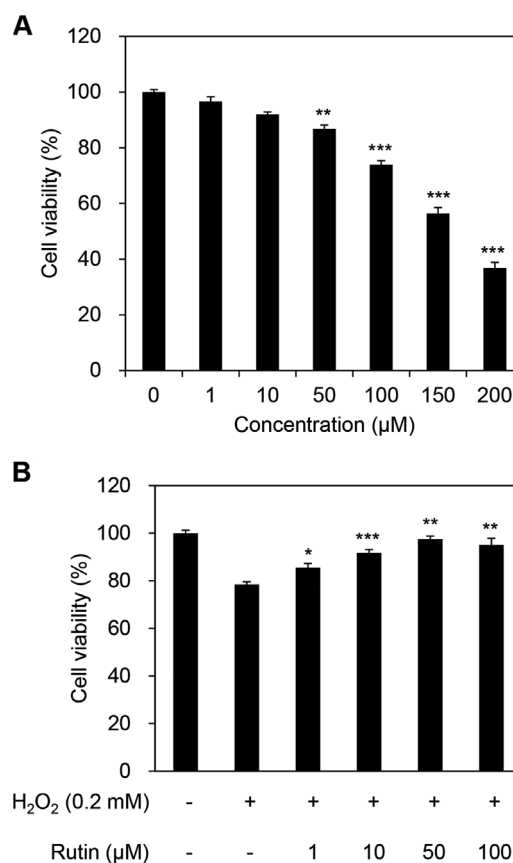 A
120
100
80
60
40
20
0
Cell viability (%)
**
***
***
***
0 1 10 50 100 150 200
Concentration (µM)
B
120
100
80
60
40
20
0
Cell viability (%)
*
***
**
**
H₂O₂ (0.2 mM) - + + + + +
Rutin (µM) - - 1 10 50 100